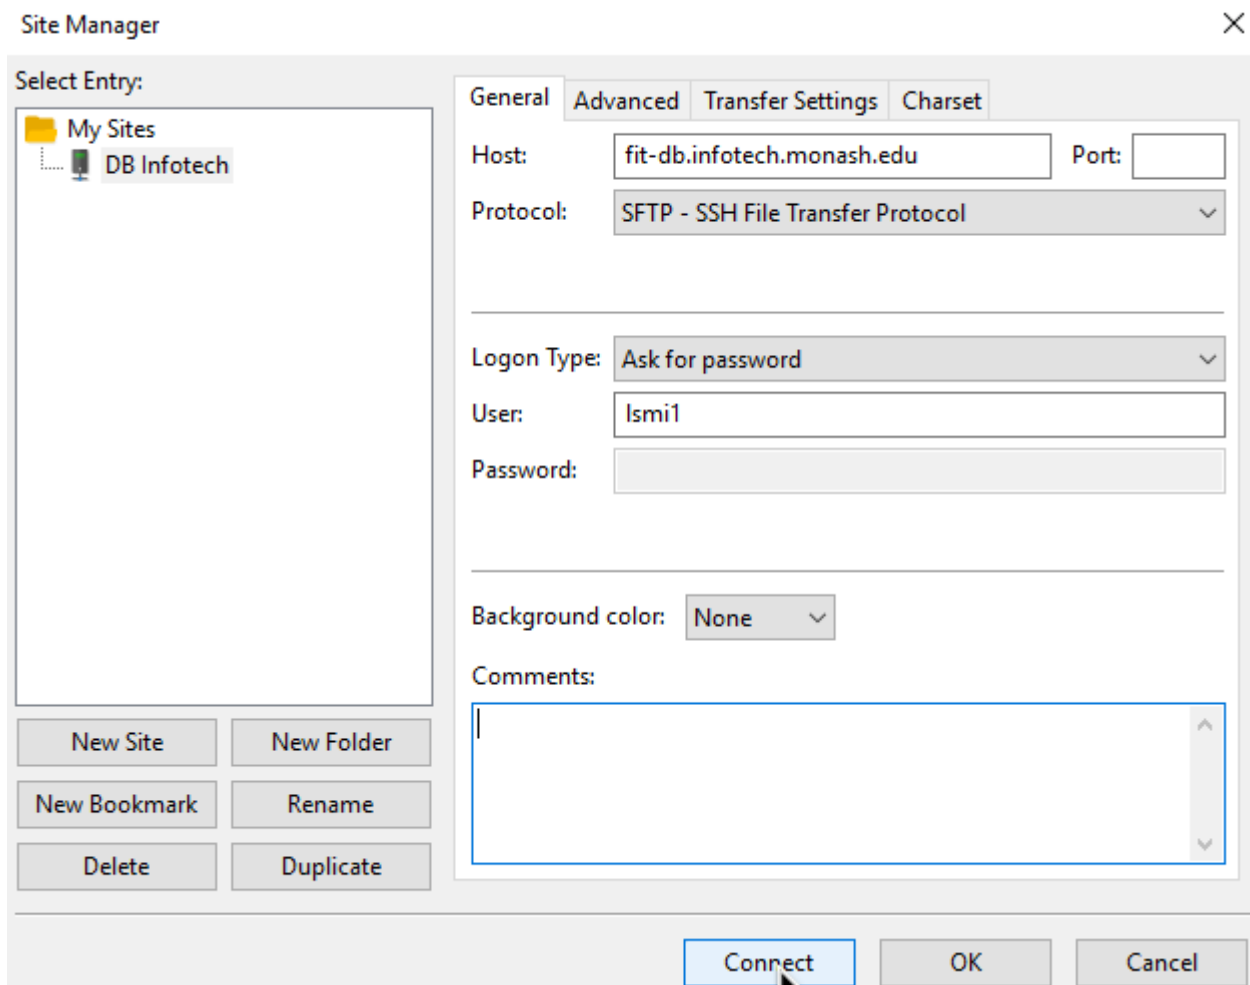 Site Manager
Select Entry:
My Sites
DB Infotech
New Site
New Folder
New Bookmark
Rename
Delete
Duplicate
General
Advanced
Transfer Settings
Charset
Host:
fit-db.infotech.monash.edu
Port:
Protocol:
SFTP - SSH File Transfer Protocol
Logon Type:
Ask for password
User:
lsmi1
Password:
Background color:
None
Comments:
Connect
OK
Cancel